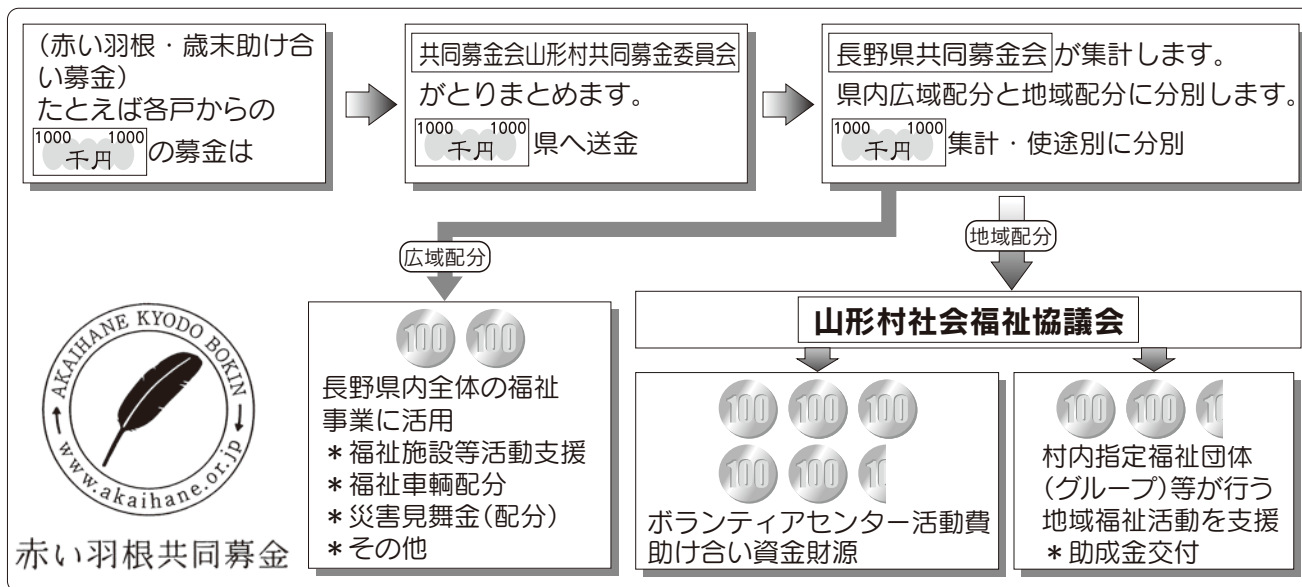 (赤い羽根・歳末助け合
い募金)
たとえば各戸からの
1000 1000
千円 の募金は
共同募金会山形村共同募金委員会
がとりまとめます。
1000 1000
千円 県へ送金
長野県共同募金会 が集計します。
県内広域配分と地域配分に分別します。
1000 1000
千円 集計・使途別に分別
広域配分
地域配分
AKAIHANE KYODO BOKIN
www.akaihane.or.jp
赤い羽根共同募金
100 100
長野県内全体の福祉
事業に活用
*福祉施設等活動支援
*福祉車輌配分
*災害見舞金(配分)
*その他
山形村社会福祉協議会
100 100 100
100 100 10
ボランティアセンター活動費
助け合い資金財源
100 100 10
村内指定福祉団体
(グループ)等が行う
地域福祉活動を支援
*助成金交付